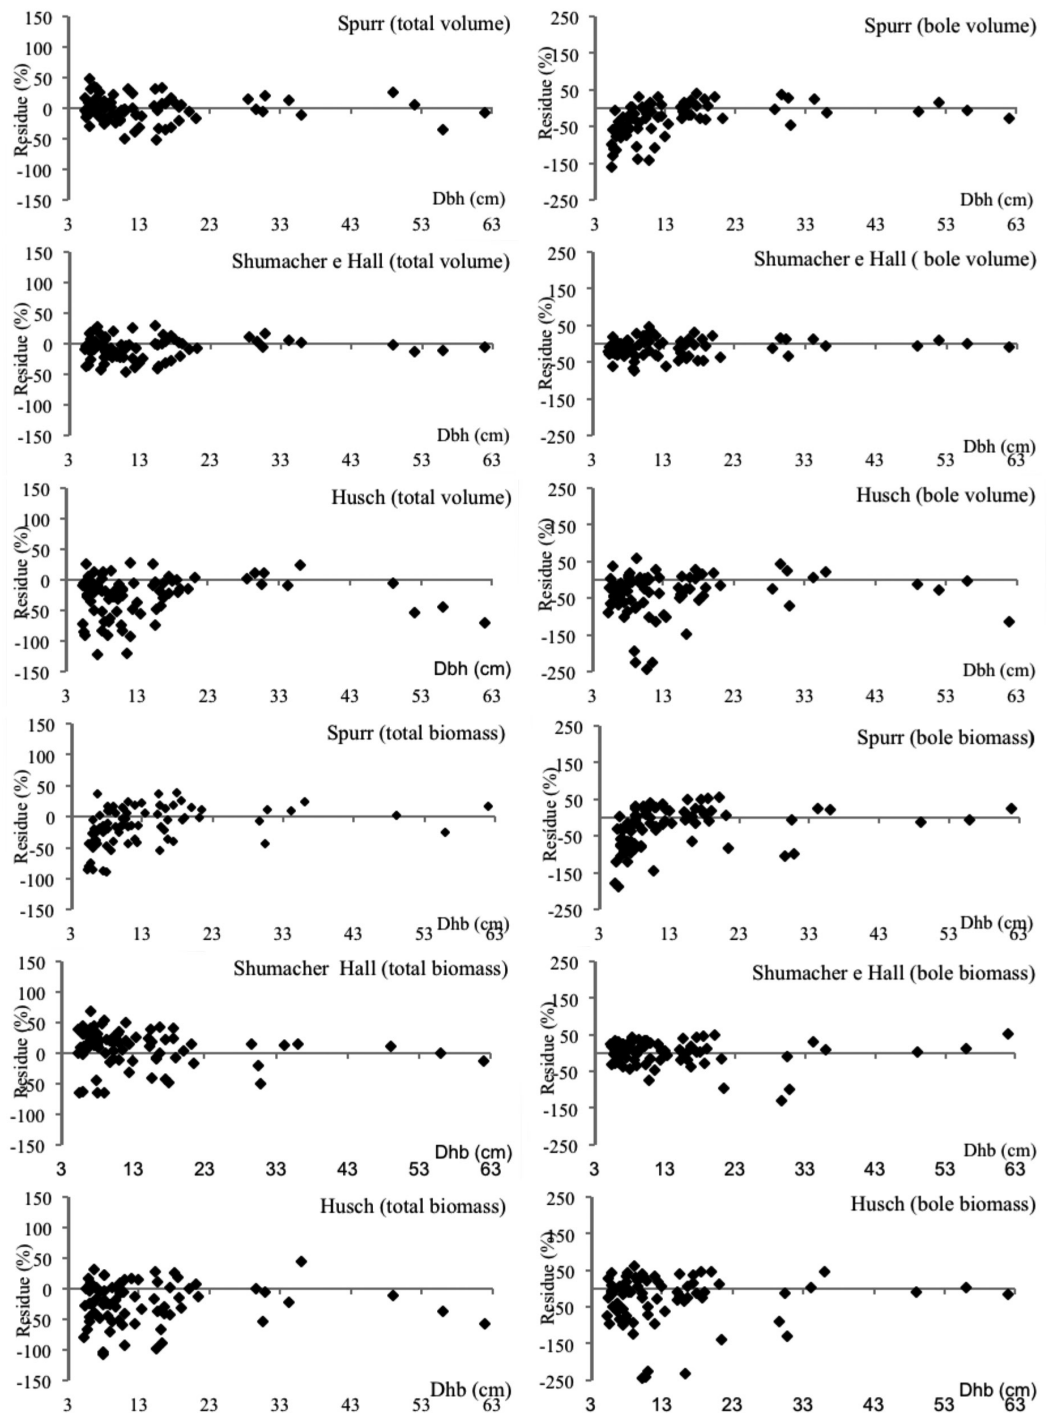 Spurr (total volume)
150
100
50
0
-50
-100
-150
Residue (%)
Dbh (cm)
3 13 23 33 43 53 63
Spurr (bole volume)
250
150
50
-50
-150
-250
Residue (%)
Dbh (cm)
3 13 23 33 43 53 63
Shumacher e Hall (total volume)
150
100
50
0
-50
-100
-150
Residue (%)
Dbh (cm)
3 13 23 33 43 53 63
Shumacher e Hall ( bole volume)
250
150
50
-50
-150
-250
Residue (%)
Dbh (cm)
3 13 23 33 43 53 63
Husch (total volume)
150
100
50
0
-50
-100
-150
Residue (%)
Dbh (cm)
3 13 23 33 43 53 63
Husch (bole volume)
250
150
50
-50
-150
-250
Residue (%)
Dbh (cm)
3 13 23 33 43 53 63
Spurr (total biomass)
150
100
50
0
-50
-100
-150
Residue (%)
Dhb (cm)
3 13 23 33 43 53 63
Spurr (bole biomass)
250
150
50
-50
-150
-250
Residue (%)
Dhb (cm)
3 13 23 33 43 53 63
Shumacher Hall (total biomass)
150
100
50
0
-50
-100
-150
Residue (%)
Dhb (cm)
3 13 23 33 43 53 63
Shumacher e Hall (bole biomass)
250
150
50
-50
-150
-250
Residue (%)
Dhb (cm)
3 13 23 33 43 53 63
Husch (total biomass)
150
100
50
0
-50
-100
-150
Residue (%)
Dhb (cm)
3 13 23 33 43 53 63
Husch (bole biomass)
250
150
50
-50
-150
-250
Residue (%)
Dhb (cm)
3 13 23 33 43 53 63